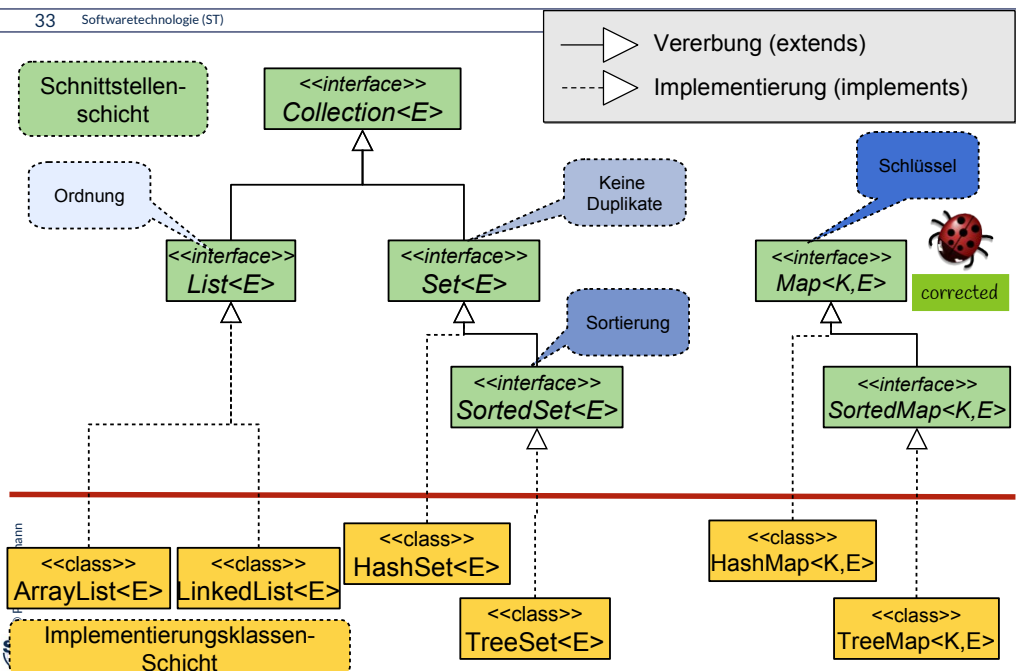 33 Softwaretechnologie (ST)
Vererbung (extends)
Implementierung (implements)
Schnittstellen-
schicht
<<interface>>
Collection<E>
Ordnung
Keine
Duplikate
Schlüssel
<<interface>>
List<E>
<<interface>>
Set<E>
<<interface>>
Map<K,E>
corrected
Sortierung
<<interface>>
SortedSet<E>
<<interface>>
SortedMap<K,E>
<<class>>
ArrayList<E>
<<class>>
LinkedList<E>
<<class>>
HashSet<E>
<<class>>
TreeSet<E>
<<class>>
HashMap<K,E>
<<class>>
TreeMap<K,E>
Implementierungsklassen-
Schicht